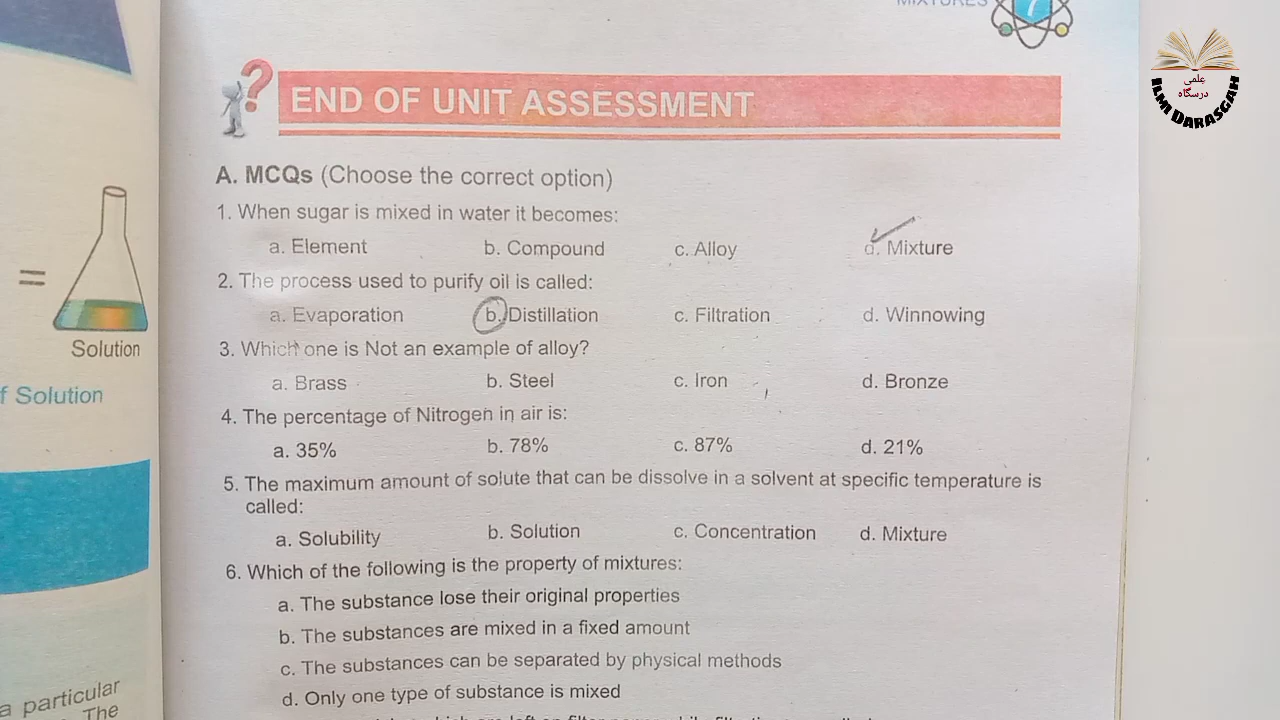 MIXTURES
7
علمی
درسگاہ
ILMI DARASGAH
END OF UNIT ASSESSMENT
A. MCQs (Choose the correct option)
1. When sugar is mixed in water it becomes:
a. Element b. Compound c. Alloy d. Mixture
2. The process used to purify oil is called:
a. Evaporation b. Distillation c. Filtration d. Winnowing
3. Which one is Not an example of alloy?
a. Brass b. Steel c. Iron d. Bronze
4. The percentage of Nitrogen in air is:
a. 35% b. 78% c. 87% d. 21%
5. The maximum amount of solute that can be dissolve in a solvent at specific temperature is
called:
a. Solubility b. Solution c. Concentration d. Mixture
6. Which of the following is the property of mixtures:
a. The substance lose their original properties
b. The substances are mixed in a fixed amount
c. The substances can be separated by physical methods
d. Only one type of substance is mixed
=
Solution
f Solution
a particular
The